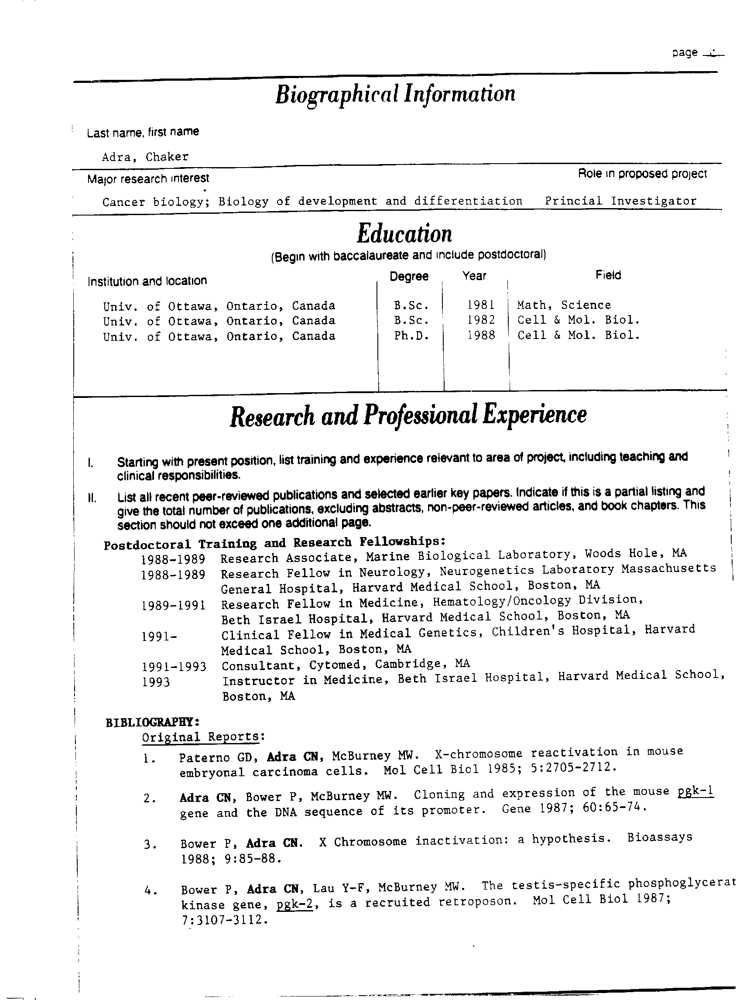 page
Biographical Information
Last name, first name
Adra, Chaker
Major research interest Role in proposed project
Cancer biology; Biology of development and differentiation Princial Investigator
Education
(Begin with baccalaureate and include postdoctoral)
Institution and location Degree Year Field
Univ. of Ottawa, Ontario, Canada B.Sc. 1981 Math, Science
Univ. of Ottawa, Ontario, Canada B.Sc. 1982 Cell & Mol. Biol.
Univ. of Ottawa, Ontario, Canada Ph.D. 1988 Cell & Mol. Biol.
Research and Professional Experience
I. Starting with present position, list training and experience relevant to area of project, including teaching and
clinical responsibilities.
II. List all recent peer-reviewed publications and selected earlier key papers. Indicate if this is a partial listing and
give the total number of publications, excluding abstracts, non-peer-reviewed articles, and book chapters. This
section should not exceed one additional page.
Postdoctoral Training and Research Fellowships:
1988-1989 Research Associate, Marine Biological Laboratory, Woods Hole, MA
1988-1989 Research Fellow in Neurology, Neurogenetics Laboratory Massachusetts
General Hospital, Harvard Medical School, Boston, MA
1989-1991 Research Fellow in Medicine, Hematology/Oncology Division,
Beth Israel Hospital, Harvard Medical School, Boston, MA
1991- Clinical Fellow in Medical Genetics, Children's Hospital, Harvard
Medical School, Boston, MA
1991-1993 Consultant, Cytomed, Cambridge, MA
1993 Instructor in Medicine, Beth Israel Hospital, Harvard Medical School,
Boston, MA
BIBLIOGRAPHY:
Original Reports:
1. Paterno GD, Adra CN, McBurney MW. X-chromosome reactivation in mouse
embryonal carcinoma cells. Mol Cell Biol 1985; 5:2705-2712.
2. Adra CN, Bower P, McBurney MW. Cloning and expression of the mouse pgk-1
gene and the DNA sequence of its promoter. Gene 1987; 60:65-74.
3. Bower P, Adra CN. X Chromosome inactivation: a hypothesis. Bioassays
1988; 9:85-88.
4. Bower P, Adra CN, Lau Y-F, McBurney MW. The testis-specific phosphoglycerat
kinase gene, pgk-2, is a recruited retroposon. Mol Cell Biol 1987;
7:3107-3112.